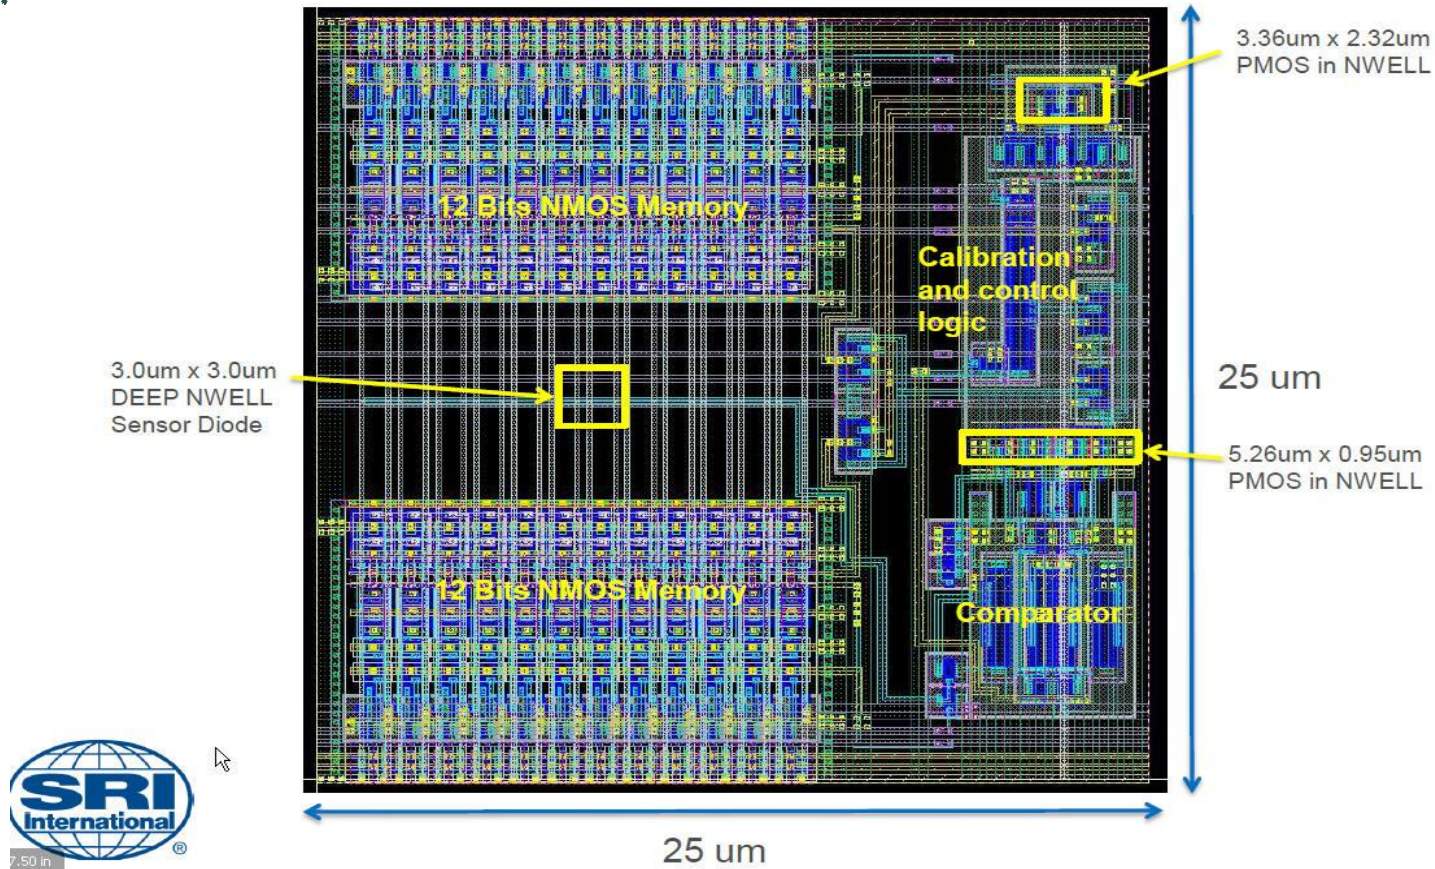 3.36um x 2.32um
PMOS in NWELL
12 Bits NMOS Memory
Calibration
and control
logic
3.0um x 3.0um
DEEP NWELL
Sensor Diode
25 um
5.26um x 0.95um
PMOS in NWELL
12 Bits NMOS Memory
Comparator
SRI
International
®
7.50 in
25 um